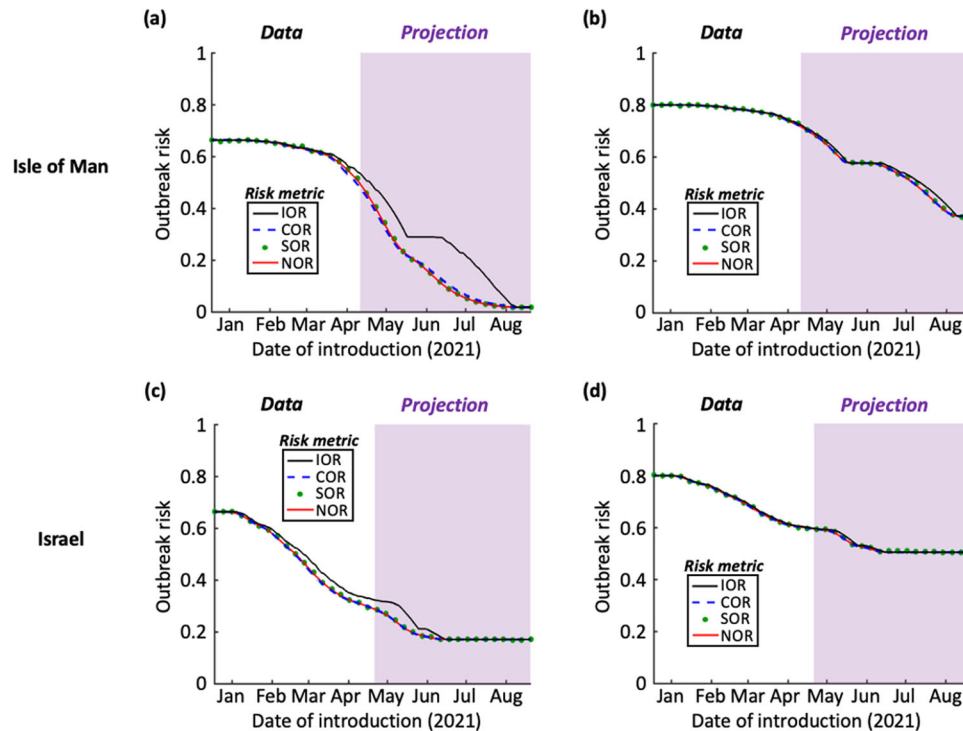 (a)
Data Projection
Isle of Man
Outbreak risk
1
0.8
0.6
0.4
0.2
0
Risk metric
IOR
COR
SOR
NOR
Jan Feb Mar Apr May Jun Jul Aug
Date of introduction (2021)
(b)
Data Projection
Outbreak risk
1
0.8
0.6
0.4
0.2
0
Risk metric
IOR
COR
SOR
NOR
Jan Feb Mar Apr May Jun Jul Aug
Date of introduction (2021)
(c)
Data Projection
Israel
Outbreak risk
1
0.8
0.6
0.4
0.2
0
Risk metric
IOR
COR
SOR
NOR
Jan Feb Mar Apr May Jun Jul Aug
Date of introduction (2021)
(d)
Data Projection
Outbreak risk
1
0.8
0.6
0.4
0.2
0
Risk metric
IOR
COR
SOR
NOR
Jan Feb Mar Apr May Jun Jul Aug
Date of introduction (2021)